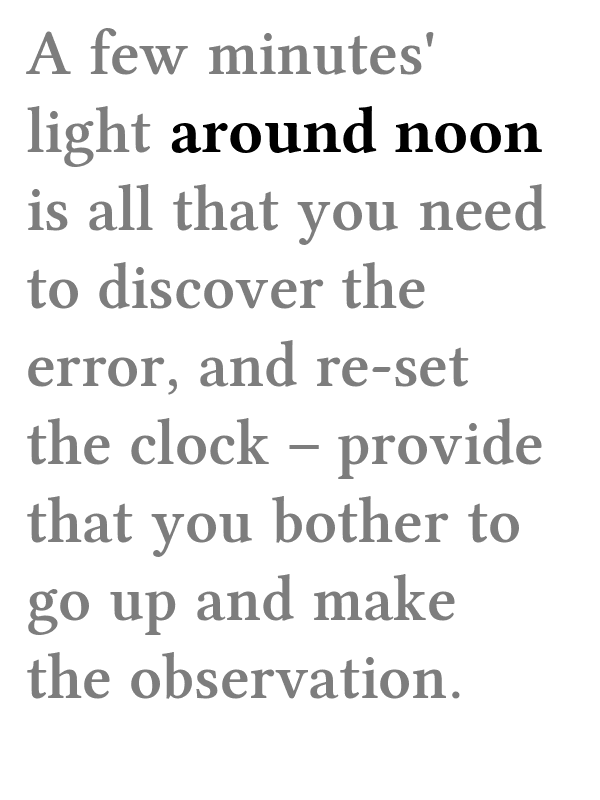 A few minutes'
light around noon
is all that you need
to discover the
error, and re-set
the clock – provide
that you bother to
go up and make
the observation.